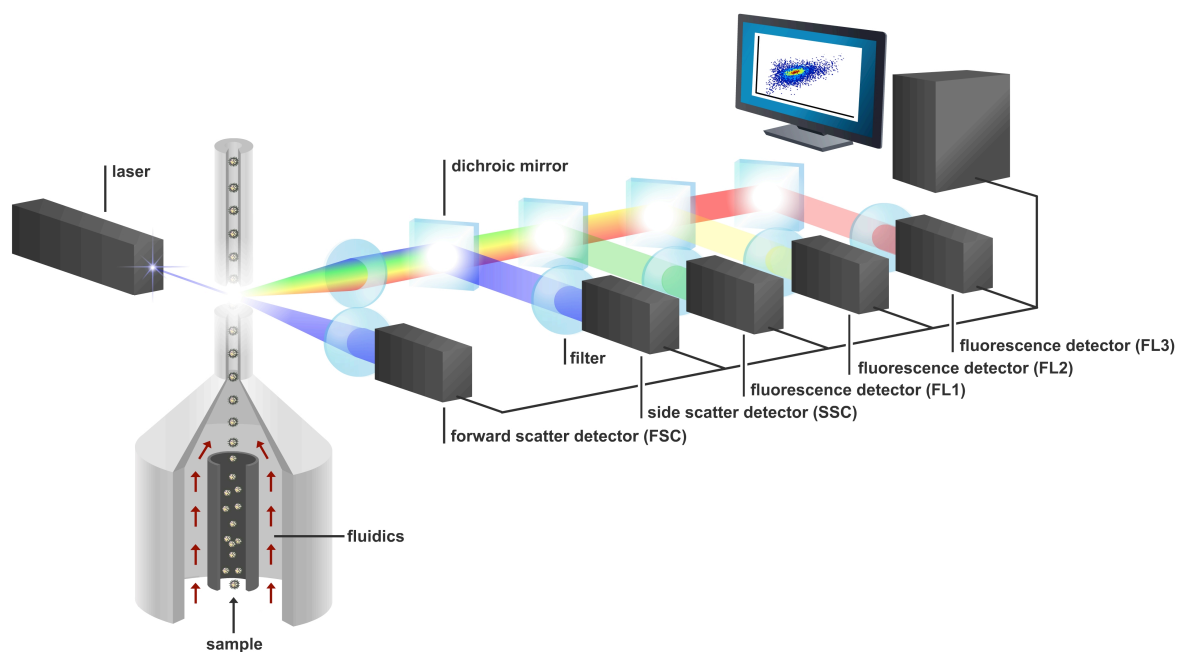 laser
dichroic mirror
filter
fluorescence detector (FL3)
fluorescence detector (FL2)
fluorescence detector (FL1)
side scatter detector (SSC)
forward scatter detector (FSC)
fluidics
sample